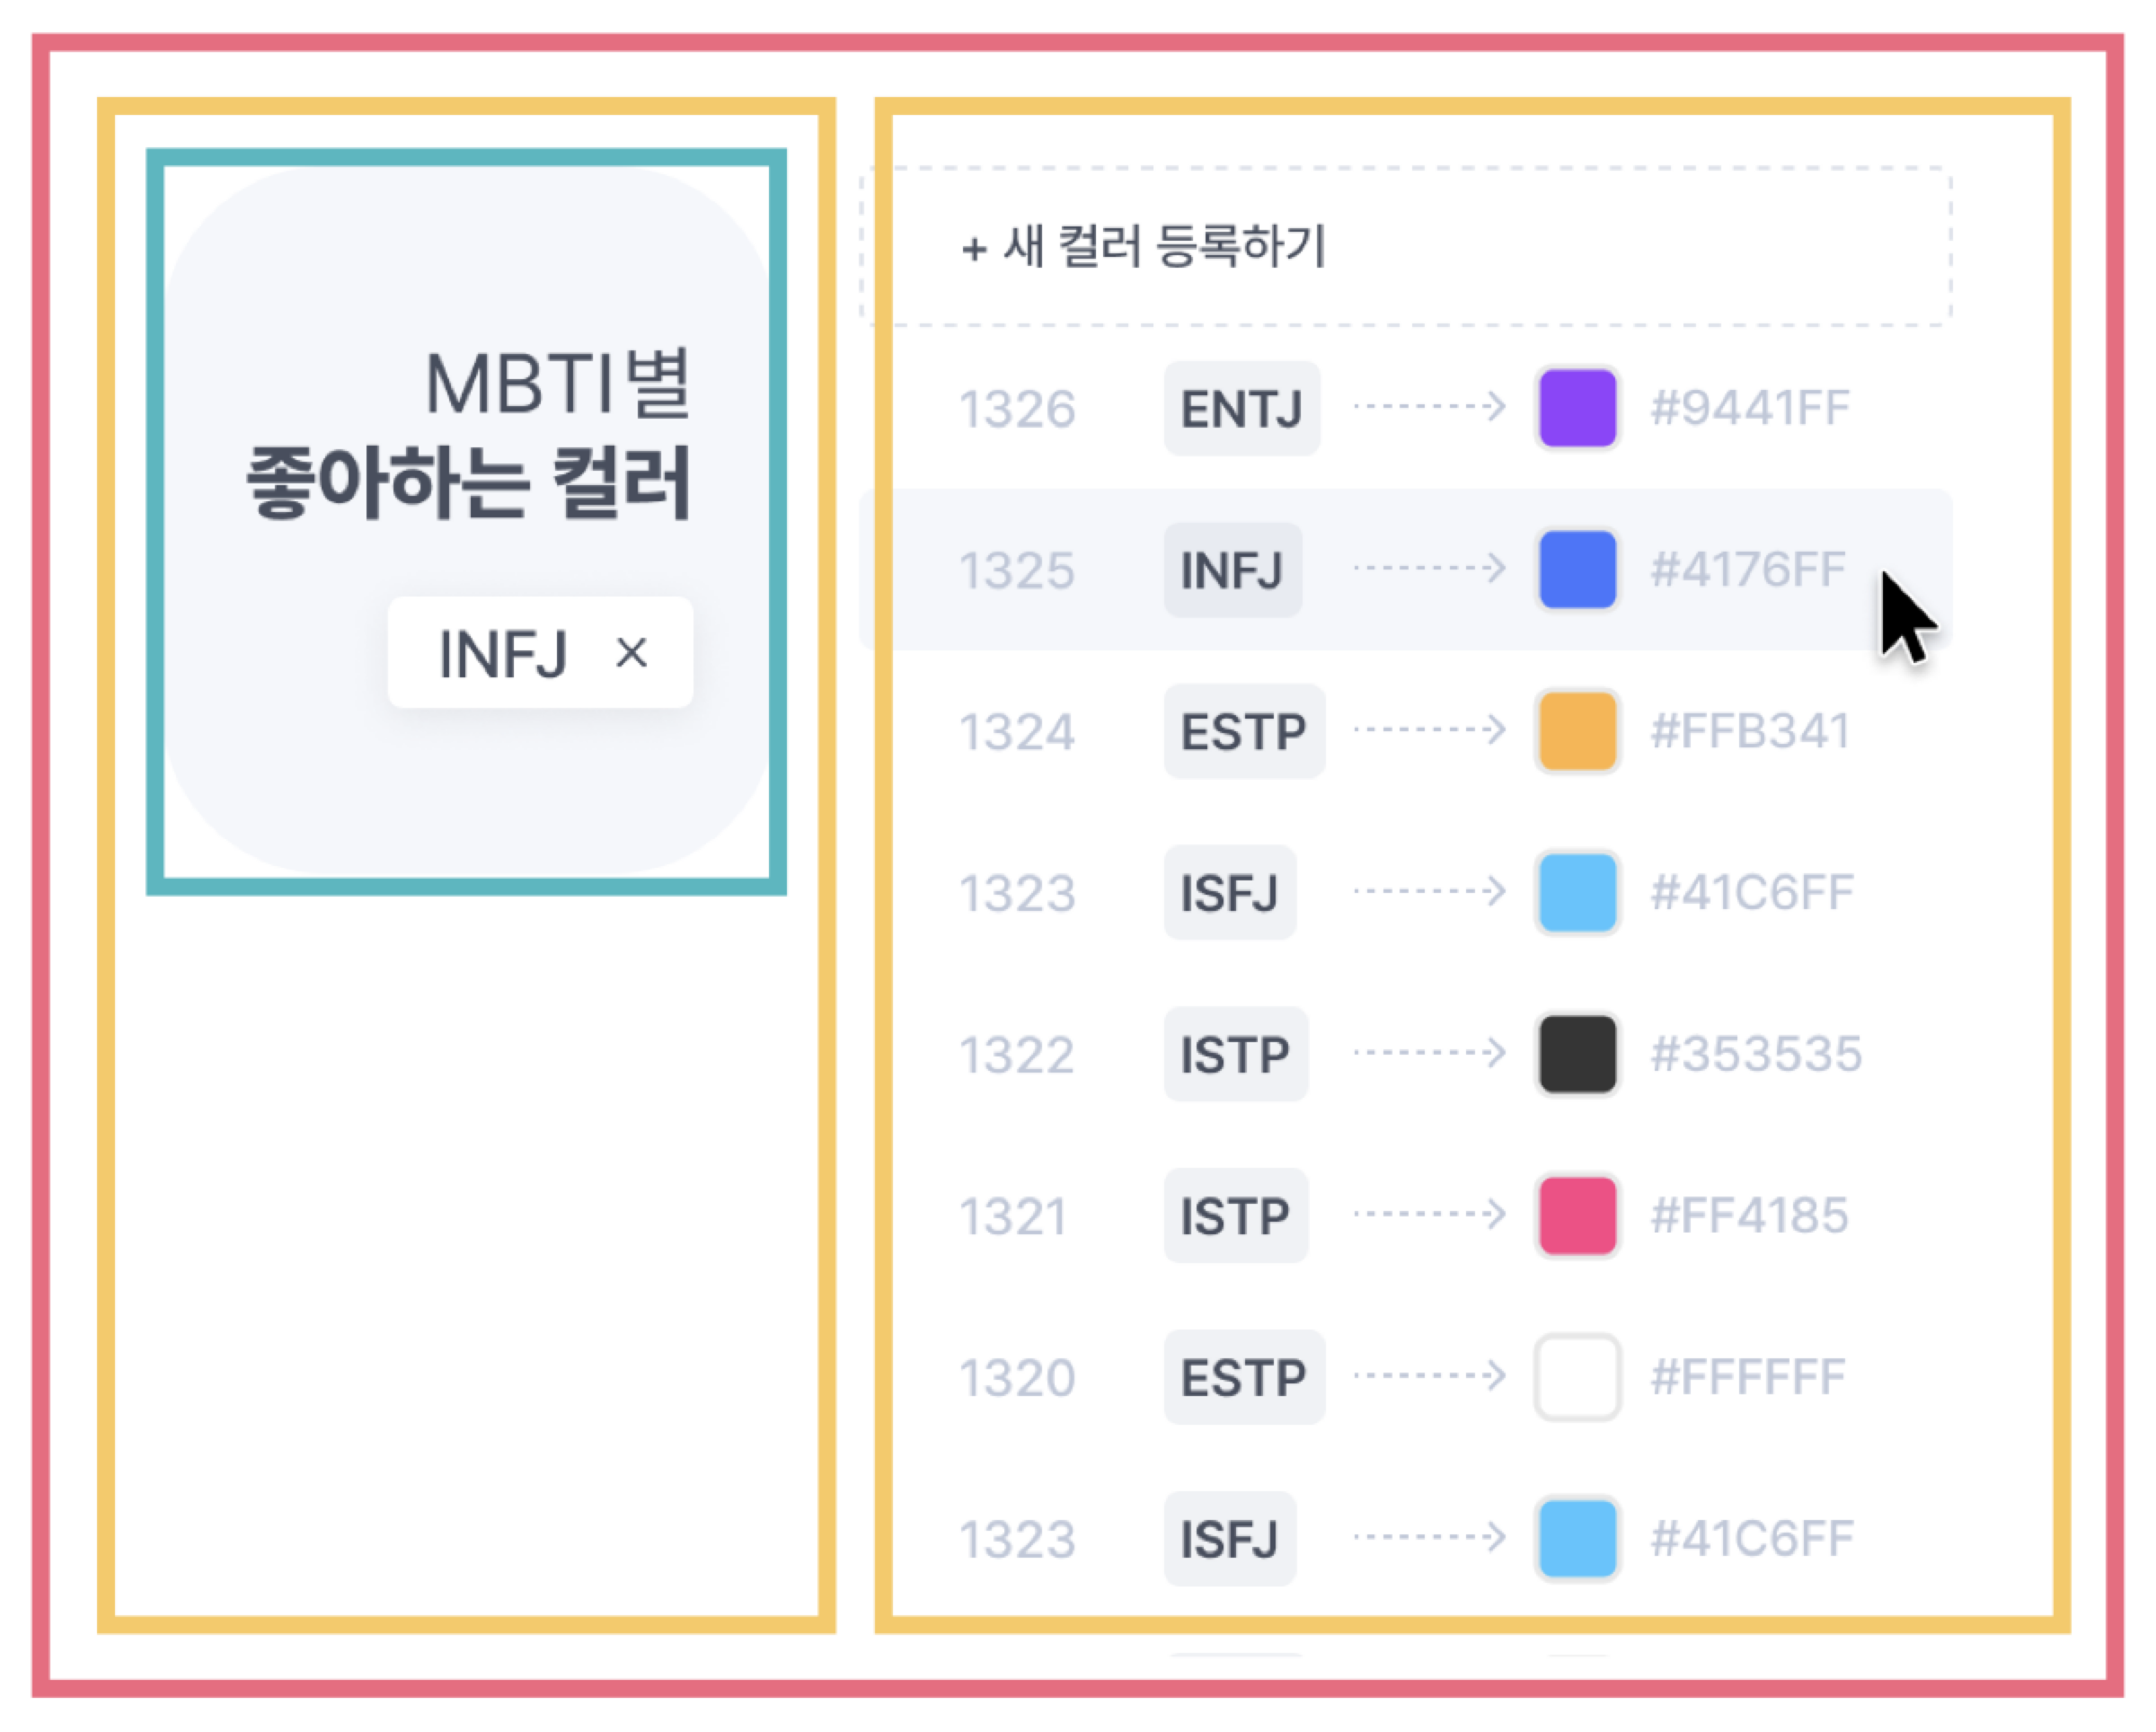 MBTI별
좋아하는 컬러
INFJ ×
+ 새 컬러 등록하기
1326 ENTJ #9441FF
1325 INFJ #4176FF
1324 ESTP #FFB341
1323 ISFJ #41C6FF
1322 ISTP #353535
1321 ISTP #FF4185
1320 ESTP #FFFFFF
1323 ISFJ #41C6FF